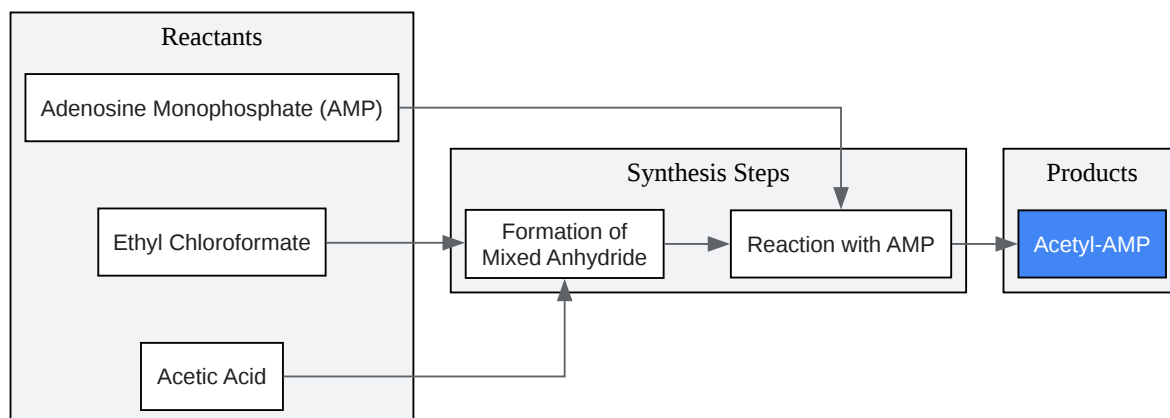 Reactants
Adenosine Monophosphate (AMP)
Synthesis Steps
Products
Ethyl Chloroformate
Formation of
Mixed Anhydride
Reaction with AMP
Acetyl-AMP
Acetic Acid